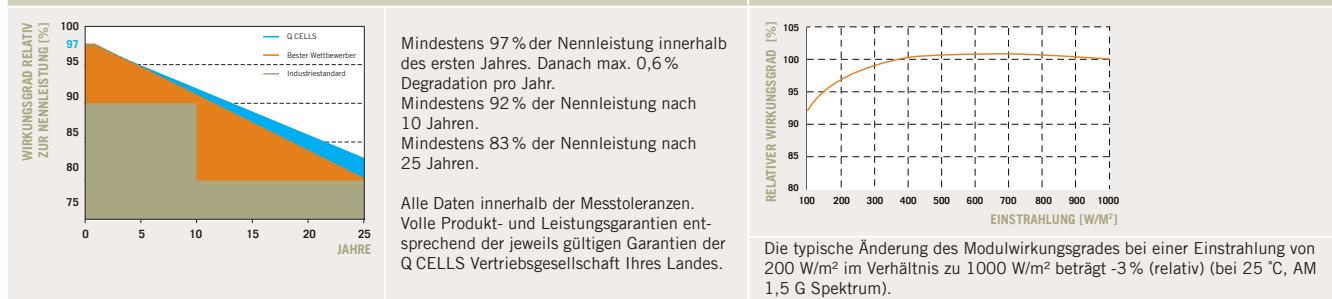 WIRKUNGSGRAD RELATIV
ZUR NENNLEISTUNG [%]
100
97
95
90
85
80
75
0 5 10 15 20 25
JAHRE
Q CELLS
Bester Wettbewerber
Industriestandard
Mindestens 97 % der Nennleistung innerhalb
des ersten Jahres. Danach max. 0,6 %
Degradation pro Jahr.
Mindestens 92 % der Nennleistung nach
10 Jahren.
Mindestens 83 % der Nennleistung nach
25 Jahren.
Alle Daten innerhalb der Messtoleranzen.
Volle Produkt- und Leistungsgarantien ent-
sprechend der jeweils gültigen Garantien der
Q CELLS Vertriebsgesellschaft Ihres Landes.
RELATIVER WIRKUNGSGRAD [%]
105
100
95
90
85
80
100 200 300 400 500 600 700 800 900 1000
EINSTRAHLUNG [W/M²]
Die typische Änderung des Modulwirkungsgrades bei einer Einstrahlung von
200 W/m² im Verhältnis zu 1000 W/m² beträgt -3 % (relativ) (bei 25 ˚C, AM
1,5 G Spektrum).